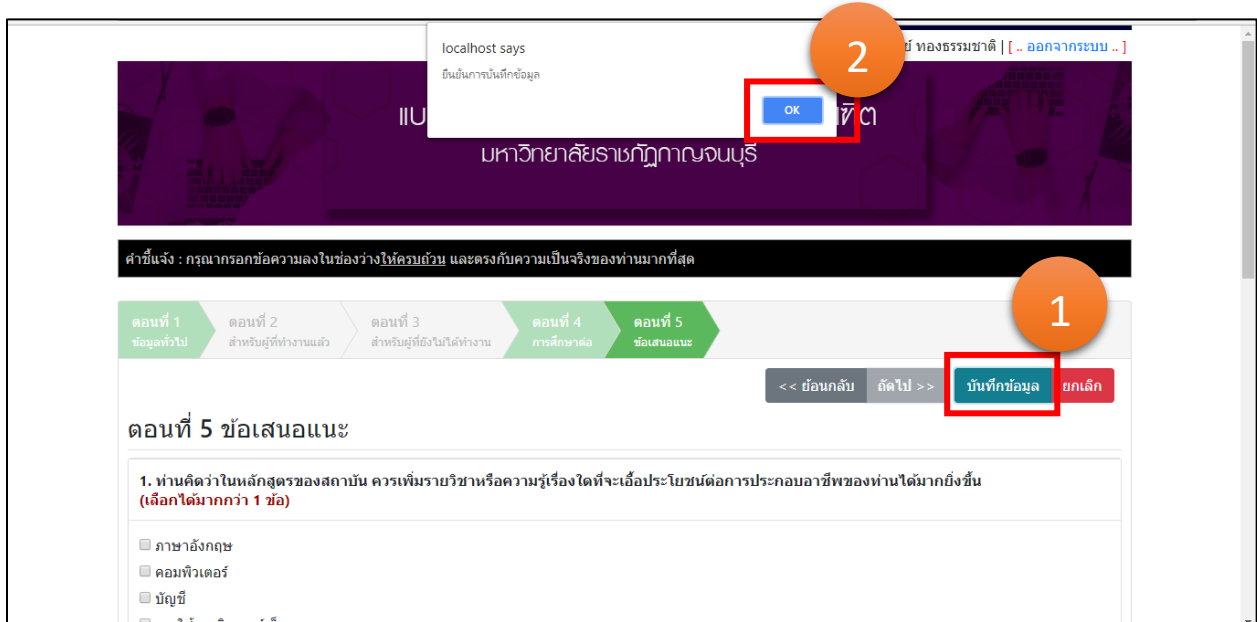 localhost says
ยืนยันการบันทึกข้อมูล
OK
2
ทองธรรมชาติ | [ .. ออกจากระบบ .. ]
แบ
ฑิต
มหาวิทยาลัยราชภัฏกาญจนบุรี
คำชี้แจง : กรุณากรอกข้อความลงในช่องว่างให้ครบถ้วน และตรงกับความเป็นจริงของท่านมากที่สุด
1
ตอนที่ 1 ตอนที่ 2 ตอนที่ 3 ตอนที่ 4 ตอนที่ 5
ข้อมูลทั่วไป สำหรับผู้ที่ทำงานแล้ว สำหรับผู้ที่ยังไม่ได้ทำงาน การศึกษาต่อ ข้อเสนอแนะ
<< ย้อนกลับ ถัดไป >> บันทึกข้อมูล ยกเลิก
ตอนที่ 5 ข้อเสนอแนะ
1. ท่านคิดว่าในหลักสูตรของสถาบัน ควรเพิ่มรายวิชาหรือความรู้เรื่องใดที่จะเอื้อประโยชน์ต่อการประกอบอาชีพของท่านได้มากยิ่งขึ้น
(เลือกได้มากกว่า 1 ข้อ)
ภาษาอังกฤษ
คอมพิวเตอร์
บัญชี